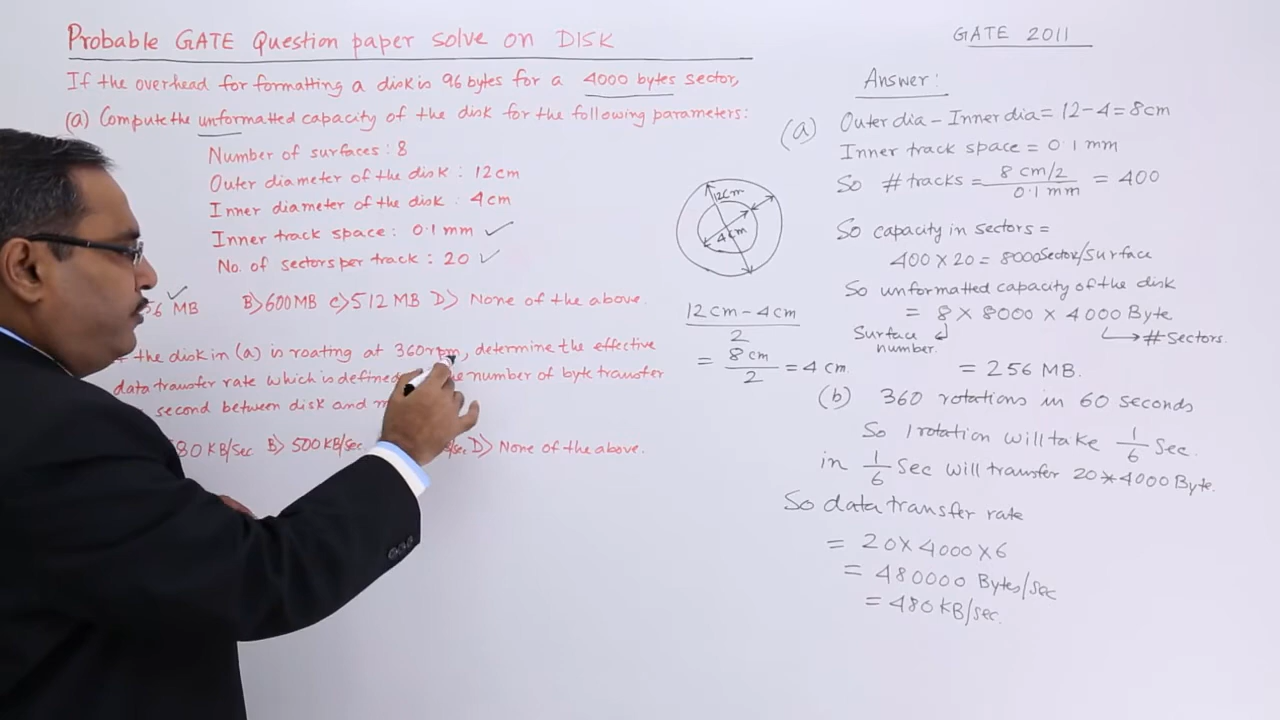 Probable GATE Question paper solve on DISK
If the overhead for formatting a disk is 96 bytes for a 4000 bytes sector,
(a) Compute the unformatted capacity of the disk for the following parameters:
Number of surfaces : 8
Outer diameter of the disk : 12 cm
Inner diameter of the disk : 4 cm
Inner track space : 0.1 mm ✓
No. of sectors per track : 20 ✓
56 MB B) 600 MB C) 512 MB D) None of the above.
the disk in (a) is roating at 360 rpm, determine the effective
data transfer rate which is defined number of byte transfer
second between disk and
80 KB/Sec B) 500 KB/Sec D) None of the above.
12cm
4cm
12 cm - 4 cm
2
= 8 cm
2
= 4 cm
GATE 2011
Answer :
(a) Outer dia - Inner dia = 12 - 4 = 8 cm
Inner track space = 0.1 mm
So # tracks = 8 cm/2
0.1 mm
= 400
So capacity in sectors =
400 X 20 = 8000 Sector/Surface
So unformatted capacity of the disk
= 8 X 8000 X 4000 Byte
Surface number. # Sectors.
= 256 MB.
(b) 360 rotations in 60 seconds
So 1 rotation will take 1/6 Sec.
in 1/6 Sec will transfer 20*4000 Byte.
So data transfer rate
= 20 X 4000 X 6
= 480000 Bytes/Sec
= 480 KB/Sec.